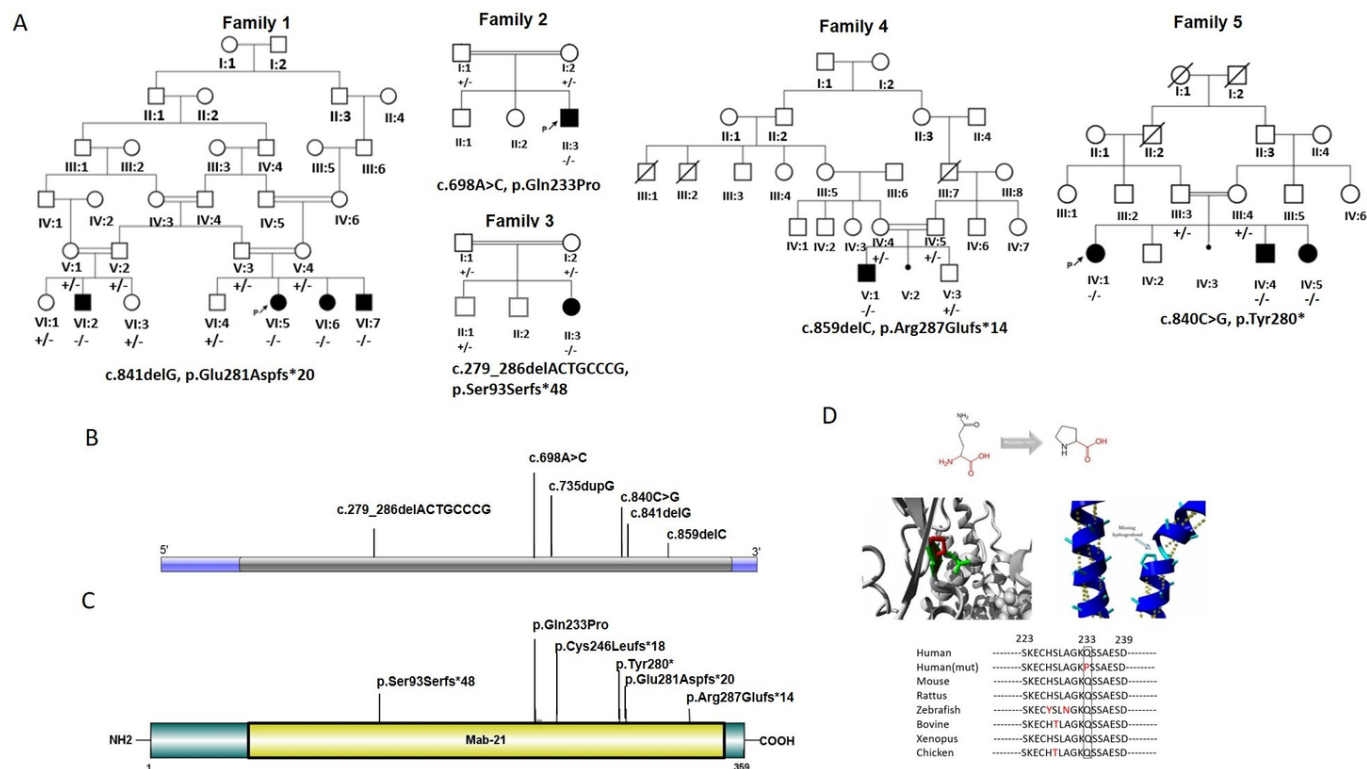 A
Family 1
I:1 I:2
II:1 II:2 II:3 II:4
III:1 III:2 III:3 IV:4 III:5 III:6
IV:1 IV:2 IV:3 IV:4 IV:5 IV:6
V:1 V:2 V:3 V:4
+/- +/- +/- +/-
P
VI:1 VI:2 VI:3 VI:4 VI:5 VI:6 VI:7
+/- -/- +/- +/- -/- -/- -/-
c.841delG, p.Glu281Aspfs*20
Family 2
I:1 I:2
+/- +/-
P
II:1 II:2 II:3
-/-
c.698A>C, p.Gln233Pro
Family 3
I:1 I:2
+/- +/-
II:1 II:2 II:3
+/- -/-
c.279_286delACTGCCCG,
p.Ser93Serfs*48
Family 4
I:1 I:2
II:1 II:2 II:3 II:4
III:1 III:2 III:3 III:4 III:5 III:6 III:7 III:8
IV:1 IV:2 IV:3 IV:4 IV:5 IV:6 IV:7
+/- +/-
V:1 V:2 V:3
-/- +/-
c.859delC, p.Arg287Glufs*14
Family 5
I:1 I:2
II:1 II:2 II:3 II:4
III:1 III:2 III:3 III:4 III:5 IV:6
+/- +/-
P
IV:1 IV:2 IV:3 IV:4 IV:5
-/- -/- -/-
c.840C>G, p.Tyr280*
B
c.698A>C
c.735dupG
c.840C>G
c.279_286delACTGCCCG
c.841delG
c.859delC
5' 3'
C
p.Gln233Pro
p.Cys246Leufs*18
p.Tyr280*
p.Glu281Aspfs*20
p.Ser93Serfs*48
p.Arg287Glufs*14
NH2 Mab-21 COOH
1 359
D
NH₂
O
OH
H₂N
O
NH
OH
O
Missing
hydrogenbond
223 233 239
Human --------SKECHSLAGKQSSAESD--------
Human(mut) --------SKECHSLAGKPSSAESD--------
Mouse --------SKECHSLAGKQSSAESD--------
Rattus --------SKECHSLAGKQSSAESD--------
Zebrafish --------SKECYSLNGKQSSAESD--------
Bovine --------SKECHTLAGKQSSAESD--------
Xenopus --------SKECHSLAGKQSSAESD--------
Chicken --------SKECHTLAGKQSSAESD--------